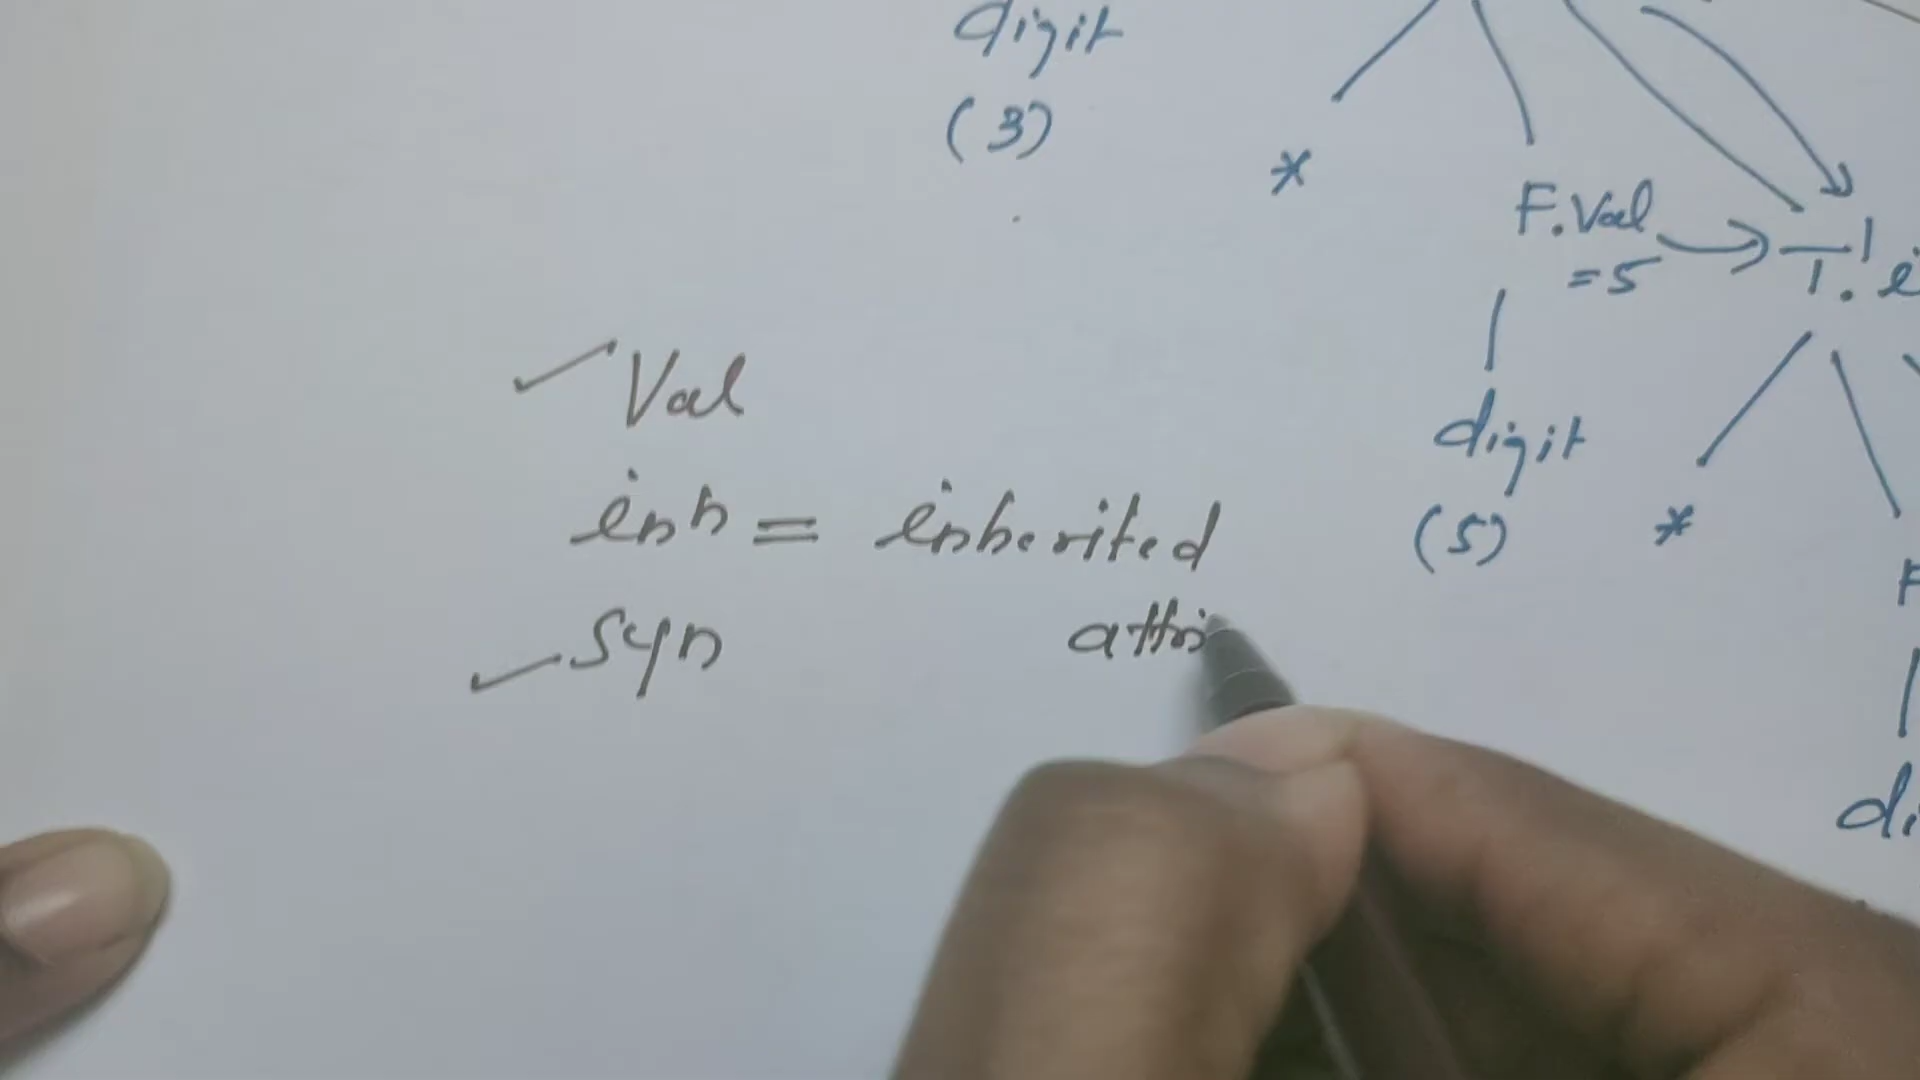 digit
(3)
*
F.Val
=5
T'.i
digit
(5)
*
F
di
Val
inh = inherited
Syn
attri